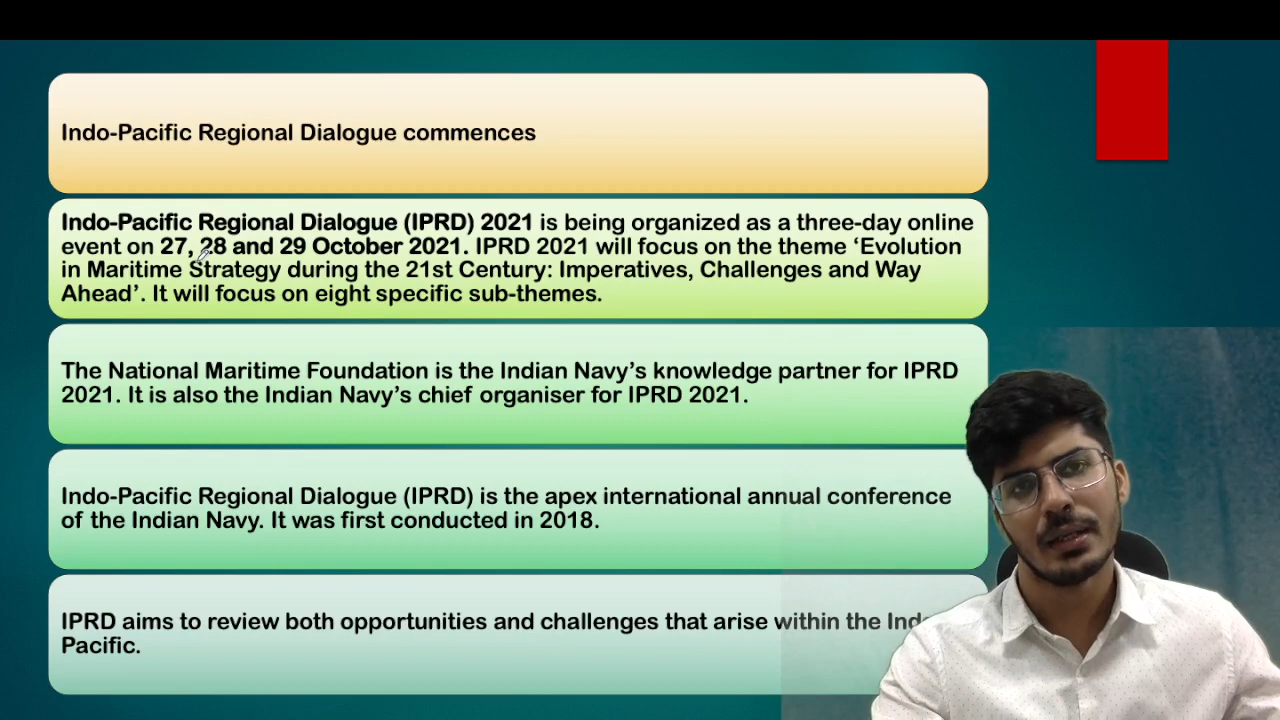 Indo-Pacific Regional Dialogue commences
Indo-Pacific Regional Dialogue (IPRD) 2021 is being organized as a three-day online
event on 27, 28 and 29 October 2021. IPRD 2021 will focus on the theme ‘Evolution
in Maritime Strategy during the 21st Century: Imperatives, Challenges and Way
Ahead’. It will focus on eight specific sub-themes.
The National Maritime Foundation is the Indian Navy’s knowledge partner for IPRD
2021. It is also the Indian Navy’s chief organiser for IPRD 2021.
Indo-Pacific Regional Dialogue (IPRD) is the apex international annual conference
of the Indian Navy. It was first conducted in 2018.
IPRD aims to review both opportunities and challenges that arise within the
Pacific.